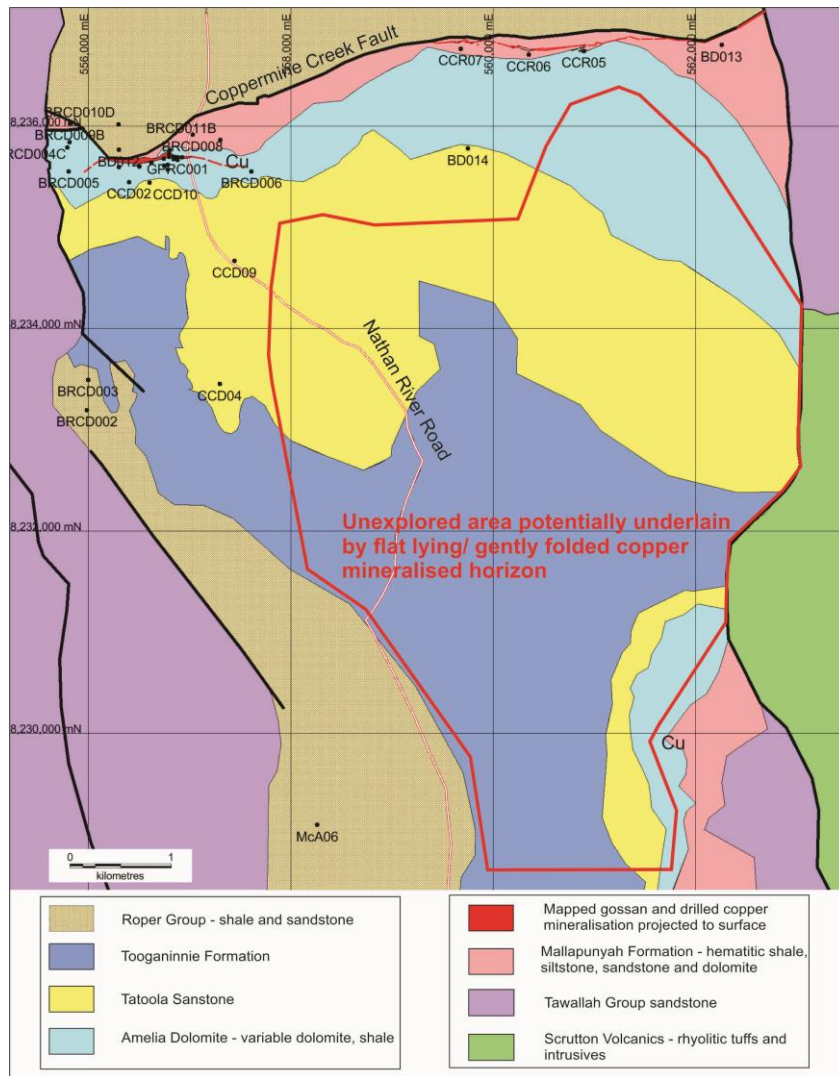 556,000 mE
558,000 mE
560,000 mE
562,000 mE
Coppermine Creek Fault
CCR07
CCR06
CCR05
BD013
BRCD010D
8,236,000
BRCD009B
BRCD011B
BRCD004C
BRCD008
Cu
BD014
BRCD005
GPRC001
BRCD006
CCD02
CCD10
CCD09
8,234,000 mN
Nathan River Road
BRCD003
CCD04
BRCD002
8,232,000 mN
Unexplored area potentially underlain
by flat lying/ gently folded copper
mineralised horizon
8,230,000 mN
Cu
McA06
0 1
kilometres
Roper Group - shale and sandstone
Tooganinnie Formation
Tatoola Sanstone
Amelia Dolomite - variable dolomite, shale
Mapped gossan and drilled copper
mineralisation projected to surface
Mallapunyah Formation - hematitic shale,
siltstone, sandstone and dolomite
Tawallah Group sandstone
Scrutton Volcanics - rhyolitic tuffs and
intrusives